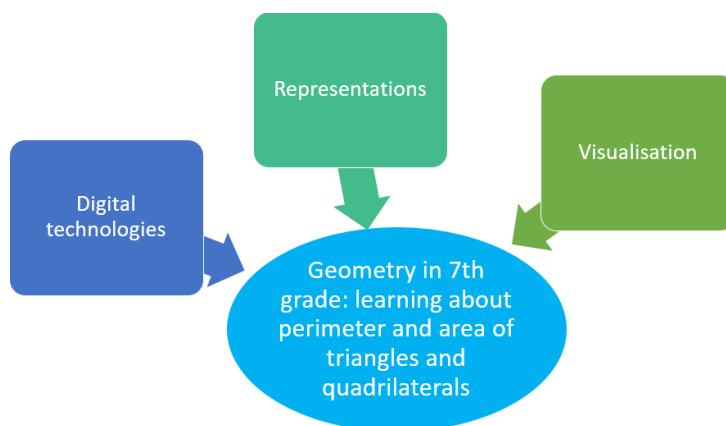 Representations
Visualisation
Digital
technologies
Geometry in 7th
grade: learning about
perimeter and area of
triangles and
quadrilaterals